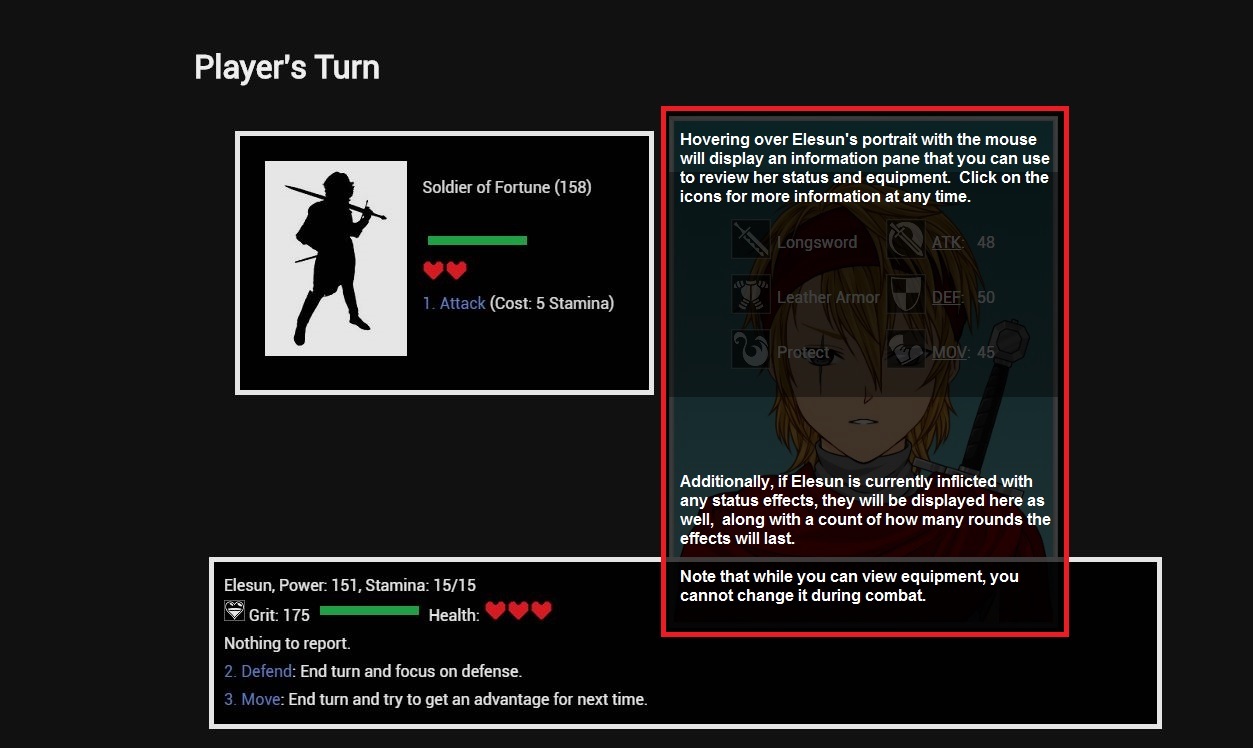 Player's Turn
Soldier of Fortune (158)
1. Attack (Cost: 5 Stamina)
Hovering over Elesun's portrait with the mouse
will display an information pane that you can use
to review her status and equipment.  Click on the
icons for more information at any time.
Longsword ATK: 48
Leather Armor DEF: 50
Protect MOV: 45
Additionally, if Elesun is currently inflicted with
any status effects, they will be displayed here as
well,  along with a count of how many rounds the
effects will last.
Note that while you can view equipment, you
cannot change it during combat.
Elesun, Power: 151, Stamina: 15/15
Grit: 175 Health:
Nothing to report.
2. Defend: End turn and focus on defense.
3. Move: End turn and try to get an advantage for next time.